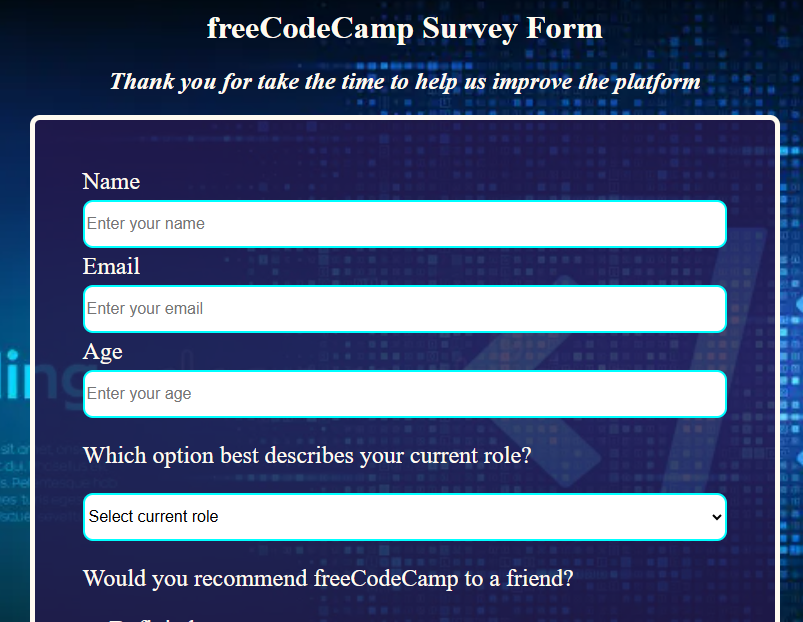 freeCodeCamp Survey Form
Thank you for take the time to help us improve the platform
Name
Enter your name
Email
Enter your email
Age
Enter your age
Which option best describes your current role?
Select current role
Would you recommend freeCodeCamp to a friend?